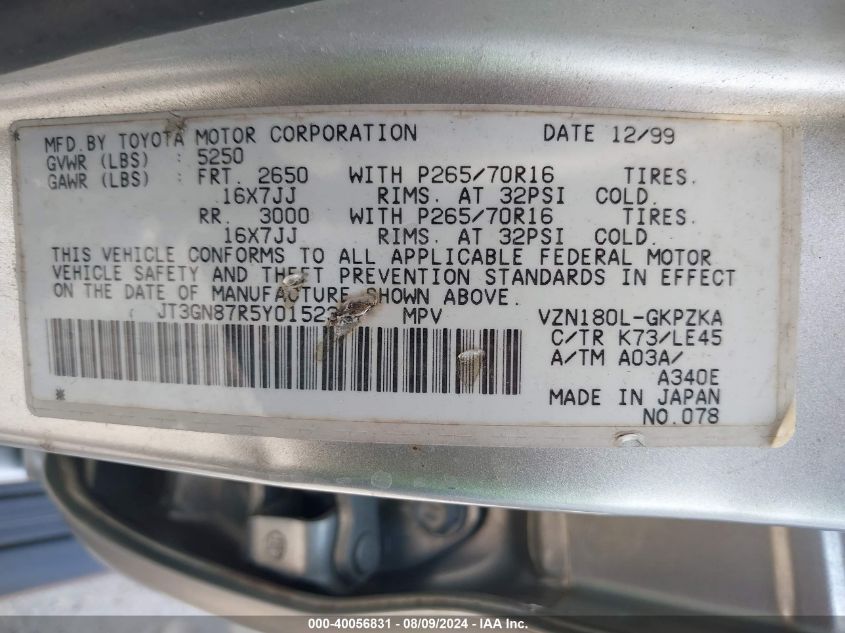 MFD.BY TOYOTA MOTOR CORPORATION DATE 12/99
GVWR (LBS) : 5250
GAWR (LBS) : FRT. 2650 WITH P265/70R16 TIRES.
16X7JJ RIMS. AT 32PSI COLD.
RR. 3000 WITH P265/70R16 TIRES.
16X7JJ RIMS. AT 32PSI COLD.
THIS VEHICLE CONFORMS TO ALL APPLICABLE FEDERAL MOTOR
VEHICLE SAFETY AND THEFT PREVENTION STANDARDS IN EFFECT
ON THE DATE OF MANUFACTURE SHOWN ABOVE.
MPV VZN180L-GKPZKA
C/TR K73/LE45
A/TM A03A/
A340E
MADE IN JAPAN
NO.078
000-40056831 - 08/09/2024 - IAA Inc.